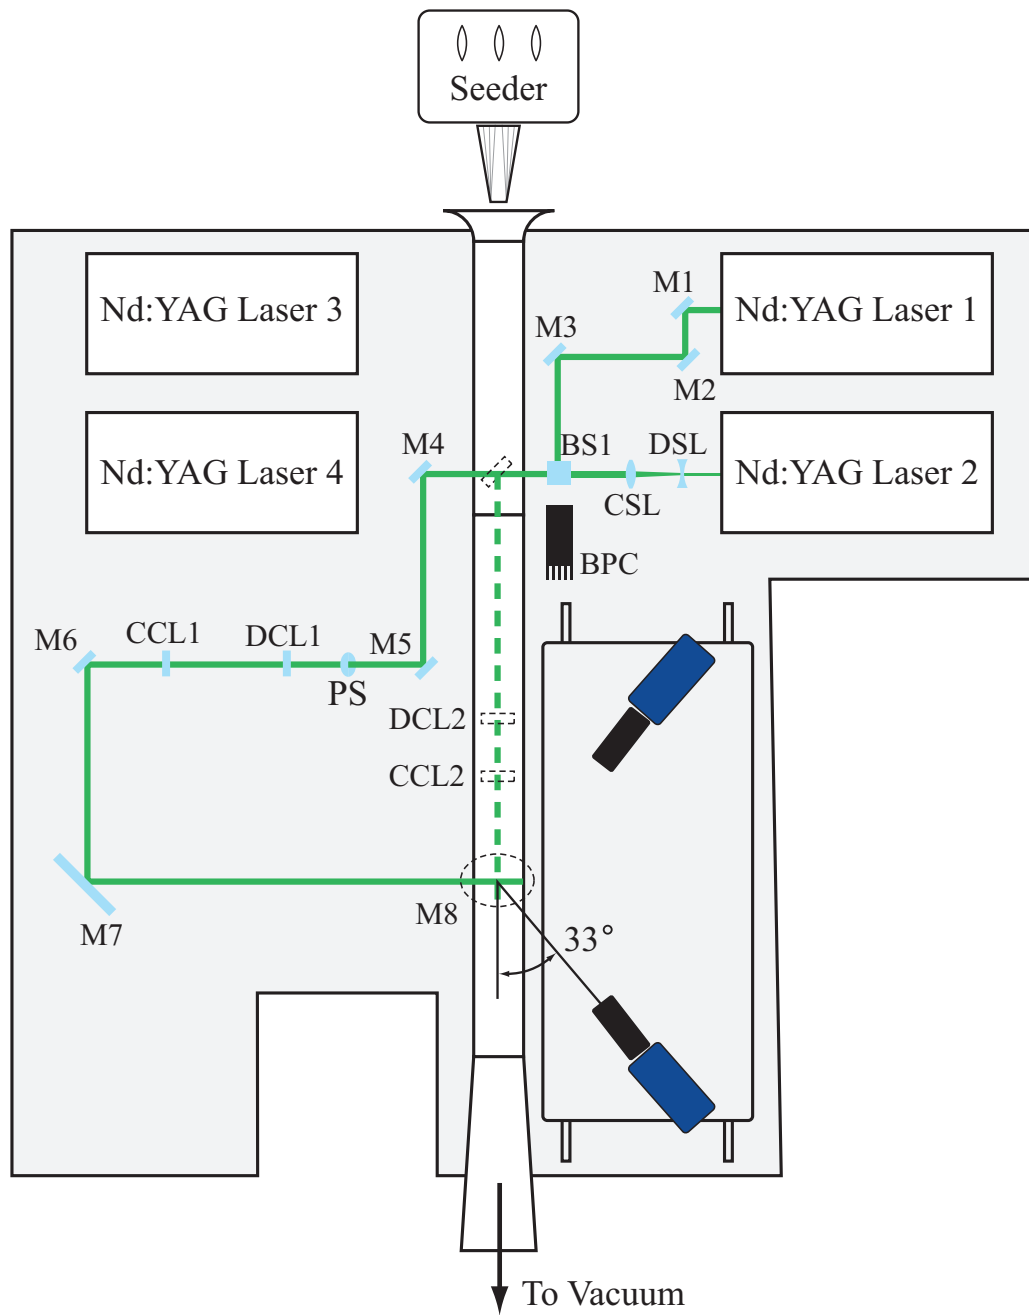 Seeder
Nd:YAG Laser 3
M1
Nd:YAG Laser 1
M3
M2
M4
BS1
DSL
Nd:YAG Laser 4
Nd:YAG Laser 2
CSL
BPC
M6
CCL1
DCL1
M5
PS
DCL2
CCL2
M8
33°
M7
To Vacuum